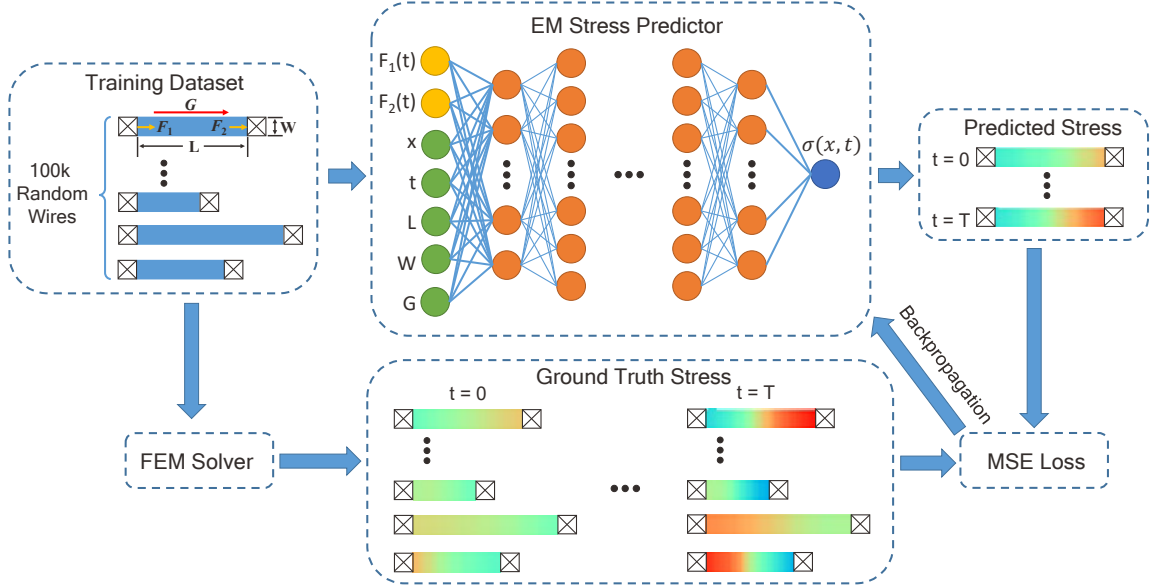 Training Dataset
G
F₁
F₂
W
L
100k
Random
Wires
EM Stress Predictor
F₁(t)
F₂(t)
x
t
L
W
G
σ(x, t)
Predicted Stress
t = 0
t = T
Backpropagation
Ground Truth Stress
t = 0
t = T
FEM Solver
MSE Loss